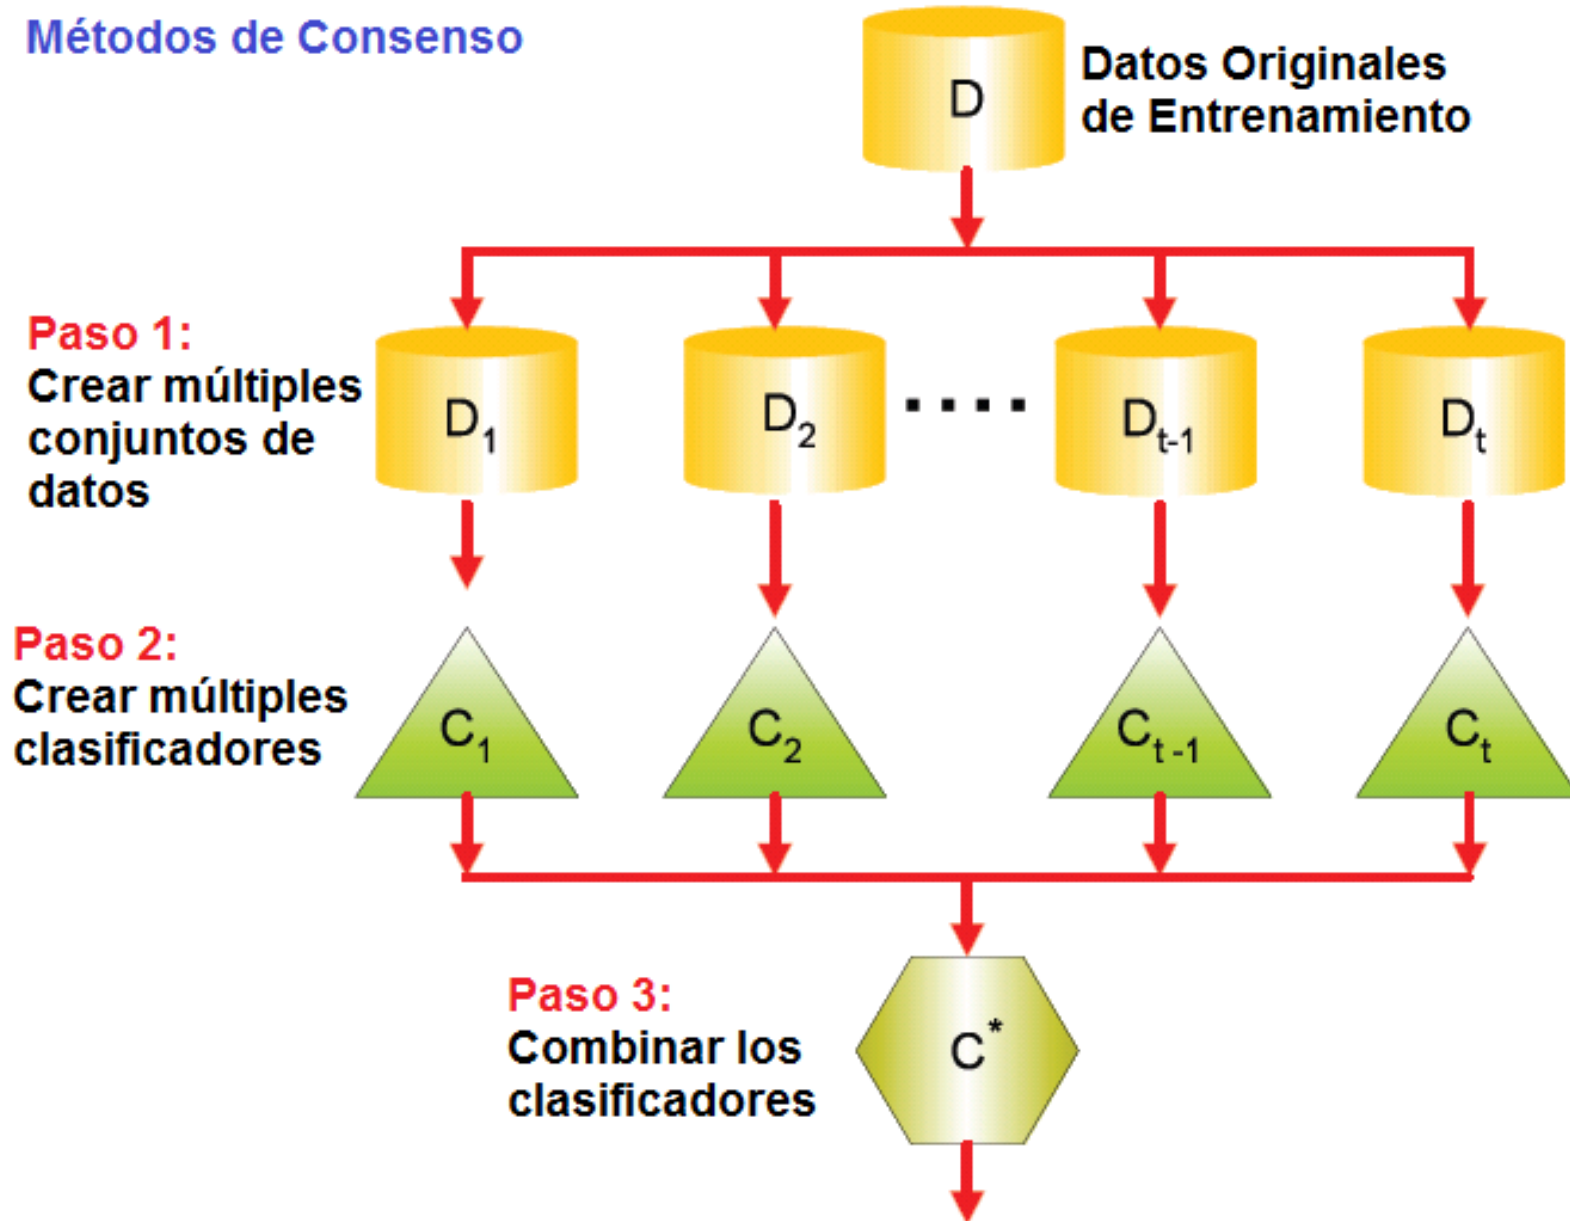 Métodos de Consenso
D
Datos Originales
de Entrenamiento
Paso 1:
Crear múltiples
conjuntos de
datos
D1
D2
....
Dt-1
Dt
Paso 2:
Crear múltiples
clasificadores
C1
C2
Ct-1
Ct
Paso 3:
Combinar los
clasificadores
C*